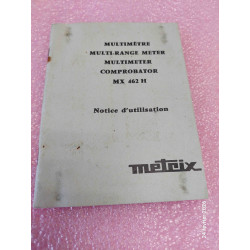 MULTIMÈTRE
MULTI-RANGE METER
MULTIMETER
COMPROBATOR
MX 462 H
Notice d'utilisation
metrix